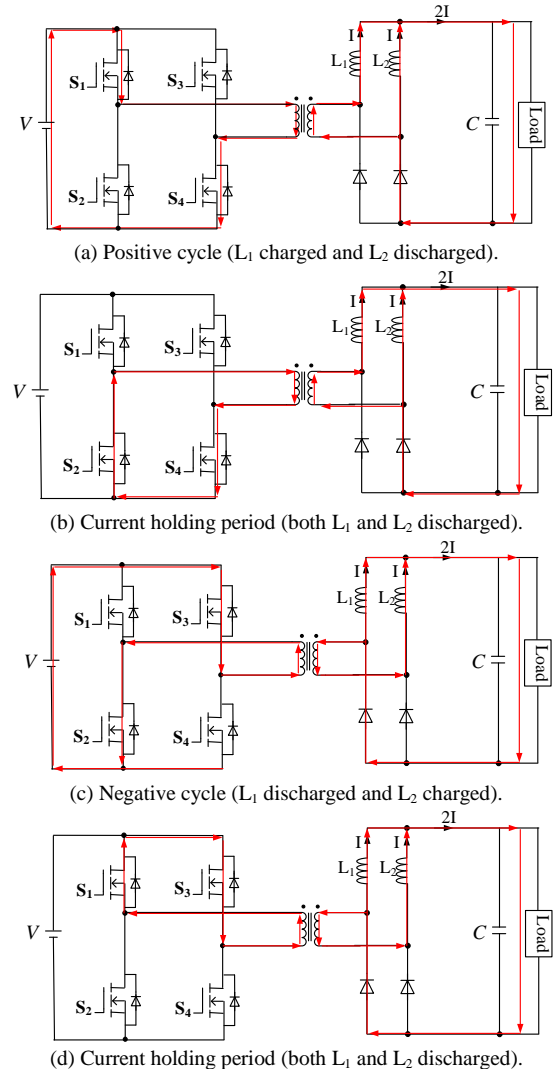 2I
I I
S₁ S₃ L₁ L₂
V C Load
S₂ S₄
(a) Positive cycle (L₁ charged and L₂ discharged).
2I
I I
S₁ S₃ L₁ L₂
V C Load
S₂ S₄
(b) Current holding period (both L₁ and L₂ discharged).
2I
I I
S₁ S₃ L₁ L₂
V C Load
S₂ S₄
(c) Negative cycle (L₁ discharged and L₂ charged).
2I
I I
S₁ S₃ L₁ L₂
V C Load
S₂ S₄
(d) Current holding period (both L₁ and L₂ discharged).